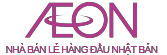 ÆON
NHÀ BÁN LẺ HÀNG ĐẦU NHẬT BẢN